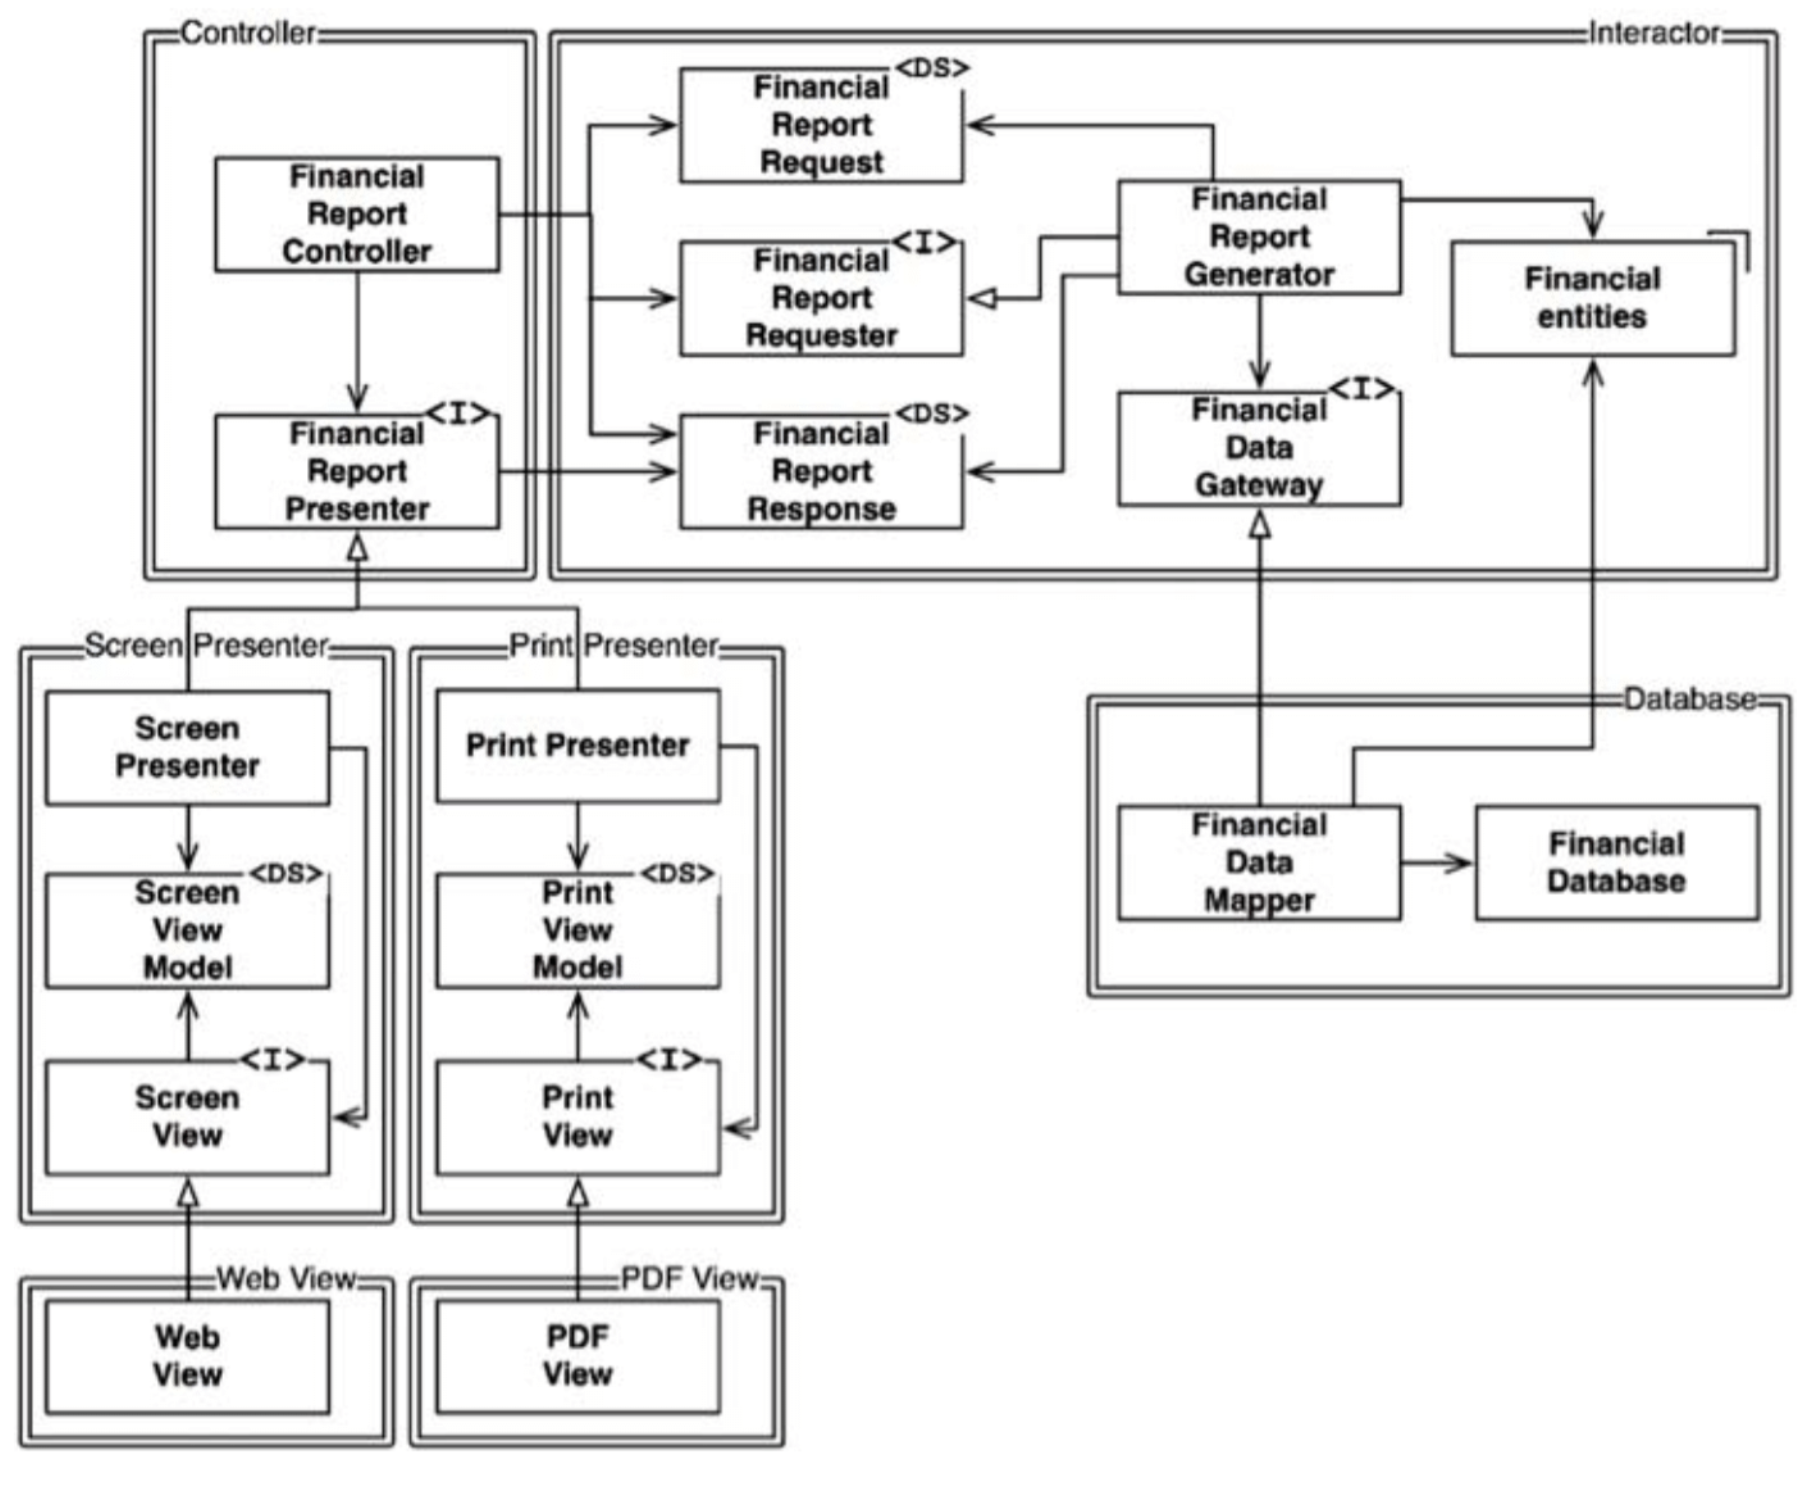 Controller
Interactor
<DS>
Financial
Report
Request
Financial
Report
Controller
<I>
Financial
Report
Requester
Financial
Report
Generator
Financial
entities
<I>
Financial
Report
Presenter
<DS>
Financial
Report
Response
<I>
Financial
Data
Gateway
Screen Presenter
Print Presenter
Database
Screen
Presenter
Print Presenter
Financial
Data
Mapper
Financial
Database
<DS>
Screen
View
Model
<DS>
Print
View
Model
<I>
Screen
View
<I>
Print
View
Web View
PDF View
Web
View
PDF
View